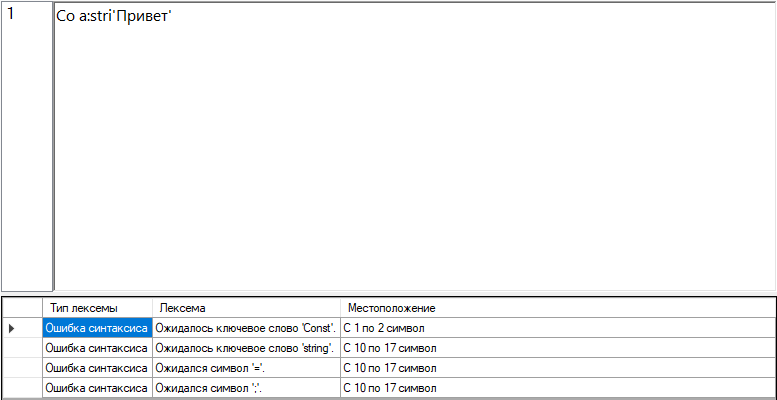 1 Co a:stri'Привет'
Тип лексемы Лексема Местоположение
Ошибка синтаксиса Ожидалось ключевое слово 'Const'. С 1 по 2 символ
Ошибка синтаксиса Ожидалось ключевое слово 'string'. С 10 по 17 символ
Ошибка синтаксиса Ожидался символ '='. С 10 по 17 символ
Ошибка синтаксиса Ожидался символ ';'. С 10 по 17 символ